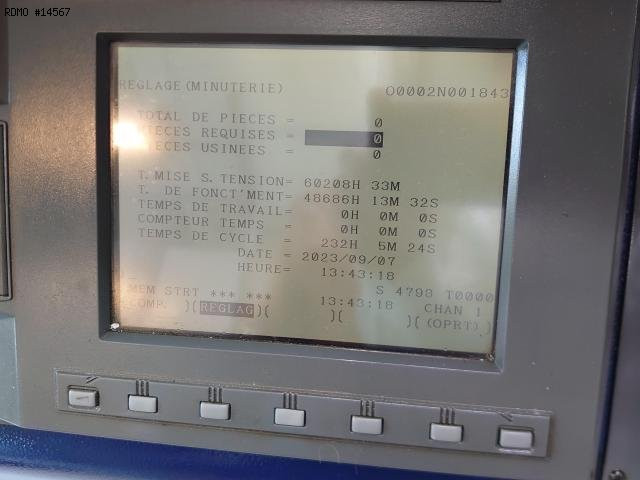 RDMO #14567
REGLAGE(MINUTERIE) O0002N001843
TOTAL DE PIECES = 0
PIECES REQUISES = 0
PIECES USINEES = 0
T. MISE S. TENSION= 60208H 33M
T. DE FONCT'MENT= 48686H 13M 32S
TEMPS DE TRAVAIL= 0H 0M 0S
COMPTEUR TEMPS = 0H 0M 0S
TEMPS DE CYCLE = 232H 5M 24S
DATE = 2023/09/07
HEURE= 13:43:18
S 4798 T0000
MEM STRT *** *** 13:43:18 CHAN 1
COMP. )( REGLAG )( )( )( (OPRT)